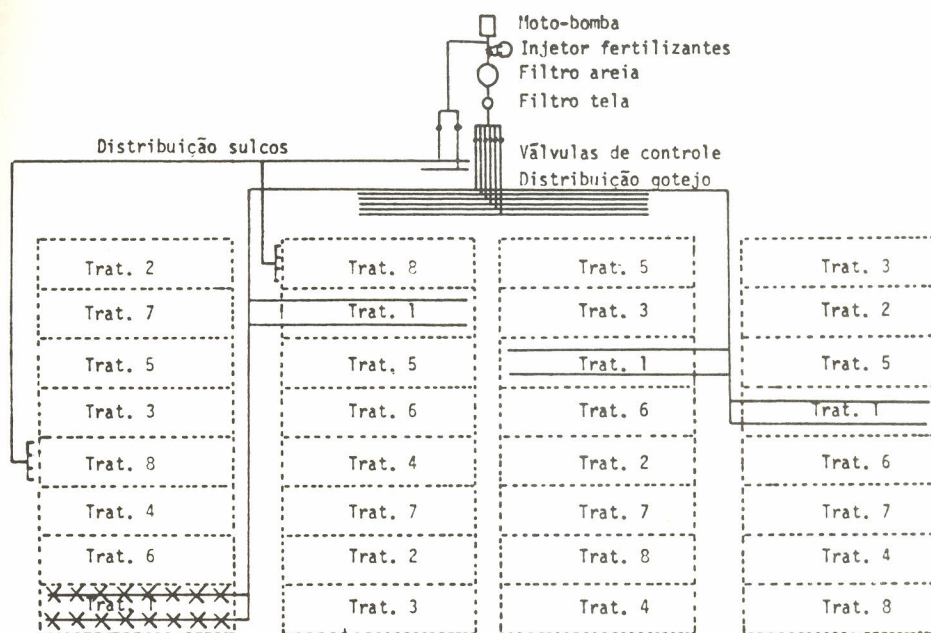 Moto-bomba
Injetor fertilizantes
Filtro areia
Filtro tela
Distribuição sulcos
Válvulas de controle
Distribuição gotejo
Trat. 2
Trat. 7
Trat. 5
Trat. 3
Trat. 8
Trat. 4
Trat. 6
Trat. 1
Trat. 8
Trat. 1
Trat. 5
Trat. 6
Trat. 4
Trat. 7
Trat. 2
Trat. 3
Trat. 5
Trat. 3
Trat. 1
Trat. 6
Trat. 2
Trat. 7
Trat. 8
Trat. 4
Trat. 3
Trat. 2
Trat. 5
Trat. 1
Trat. 6
Trat. 7
Trat. 4
Trat. 8